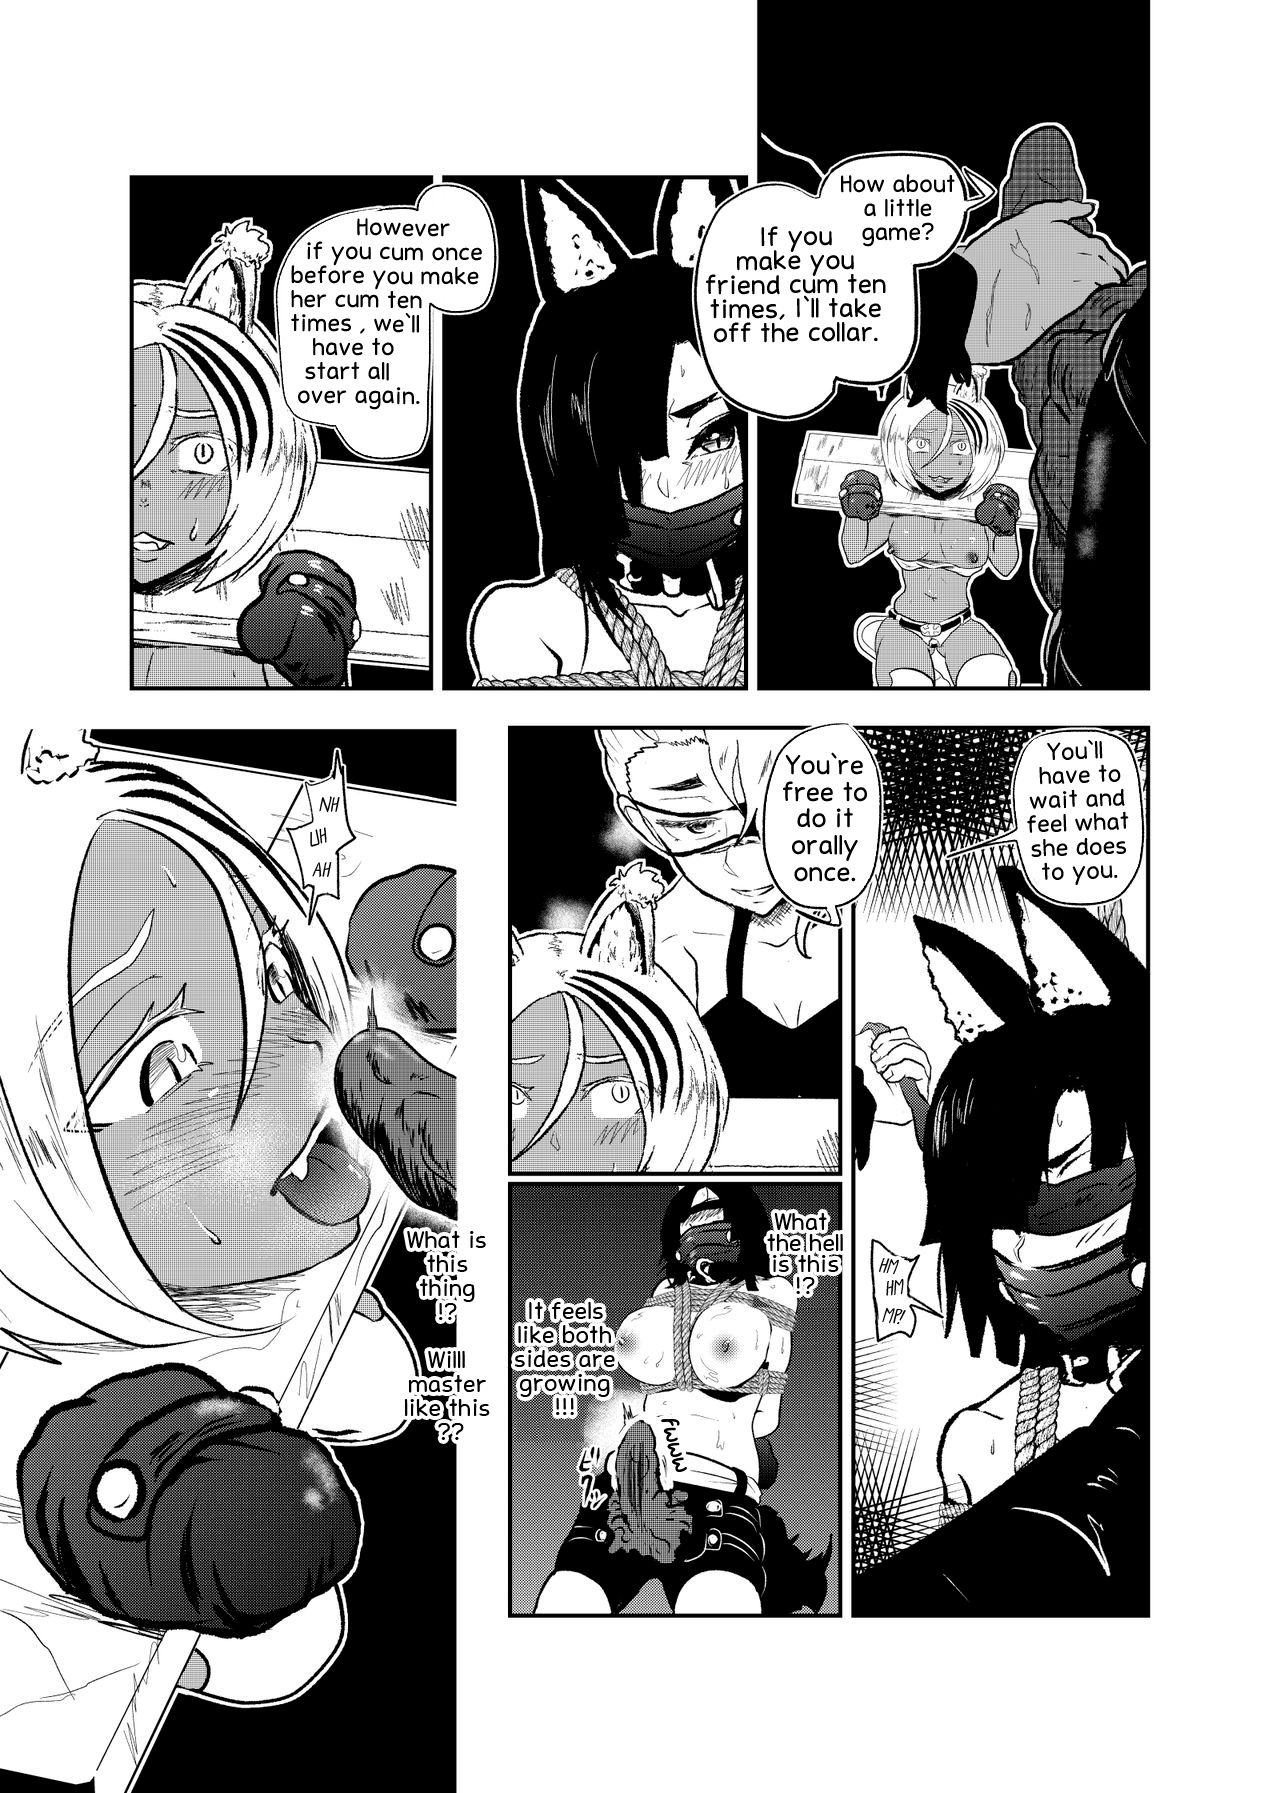 How about
a little
game?
If you
make you
friend cum ten
times, I`ll take
off the collar.
However
if you cum once
before you make
her cum ten
times , we`ll
have to
start all
over again.
You`ll
have to
wait and
feel what
she does
to you.
HM
HM
MP!
You`re
free to
do it
orally
once.
What
the hell
is this
!?
It feels
like both
sides are
growing
!!!
FWWW
ビクッ
NH
UH
AH
What is
this
thing
!?
Willl
master
like this
??